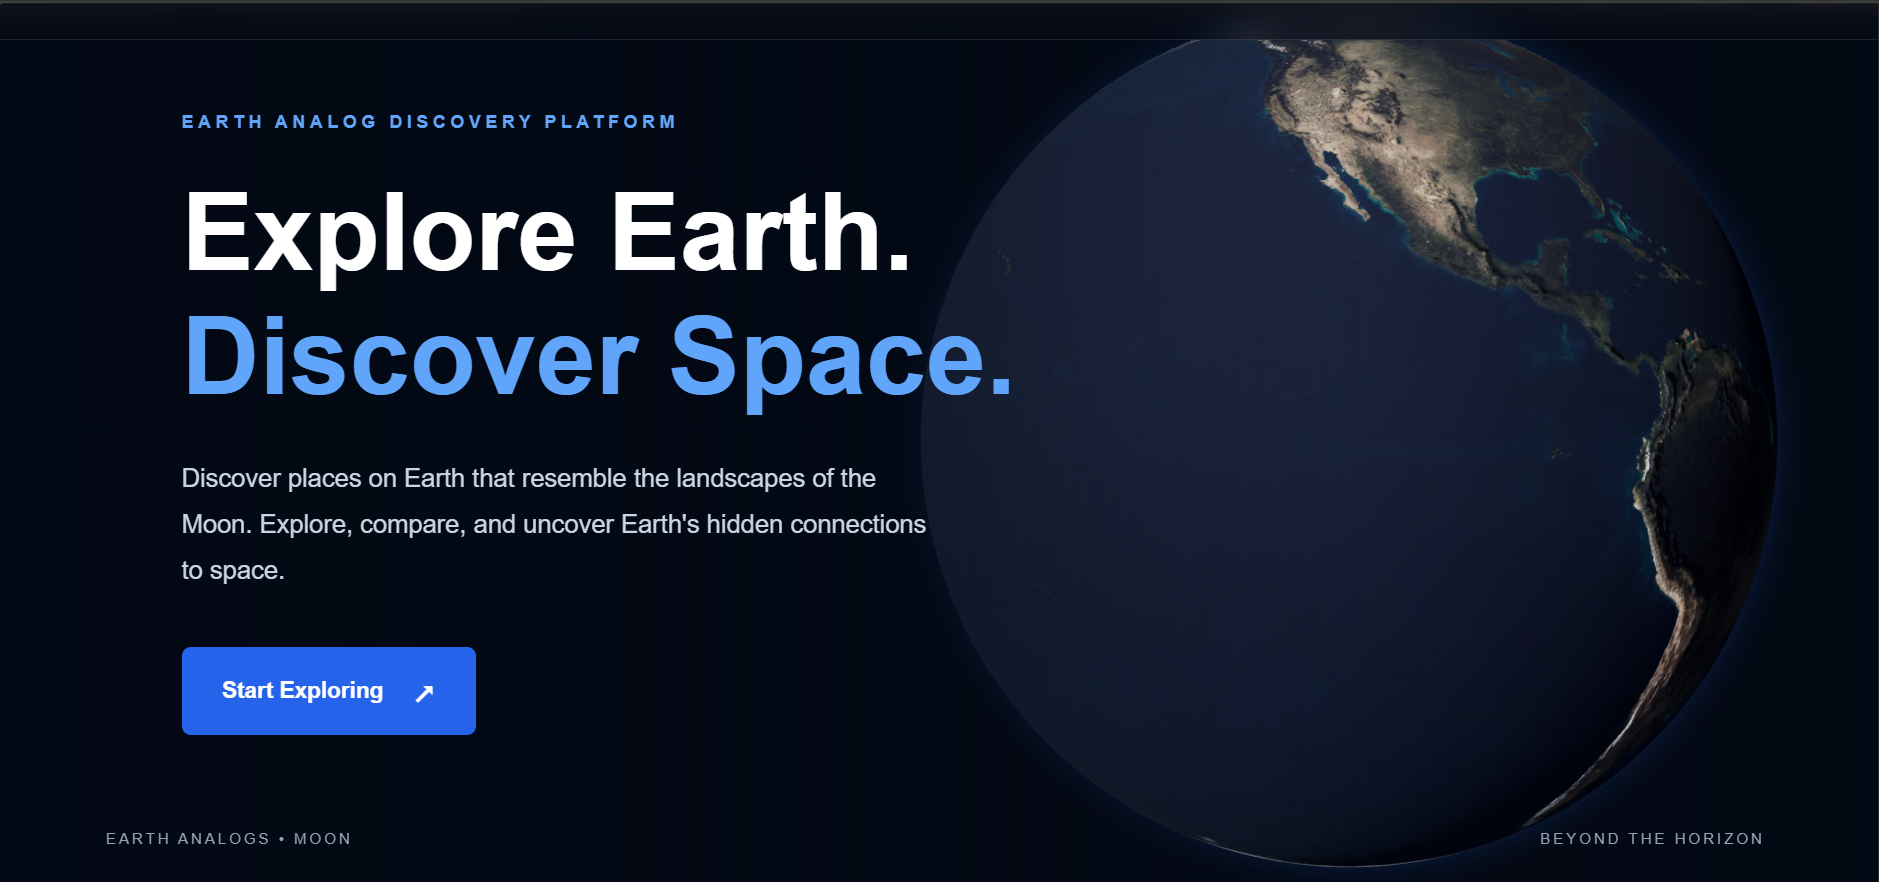 EARTH ANALOG DISCOVERY PLATFORM
Explore Earth.
Discover Space.
Discover places on Earth that resemble the landscapes of the
Moon. Explore, compare, and uncover Earth's hidden connections
to space.
Start Exploring ↗
EARTH ANALOGS • MOON
BEYOND THE HORIZON